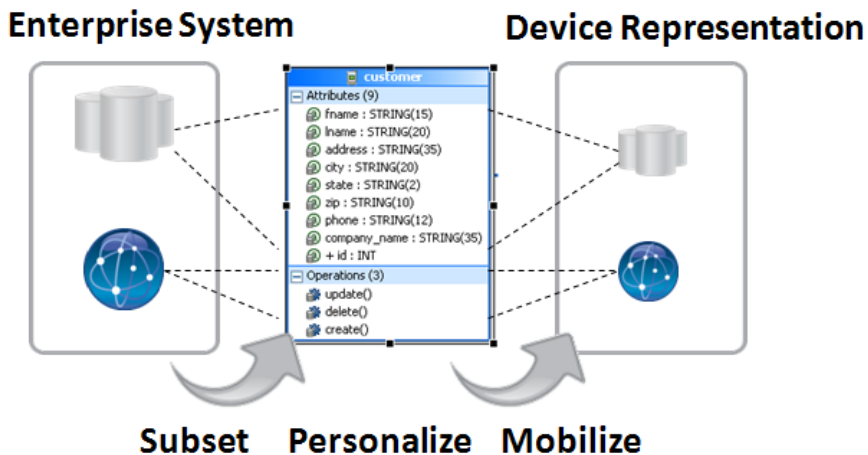 Enterprise System
Device Representation
customer
Attributes (9)
fname : STRING(15)
lname : STRING(20)
address : STRING(35)
city : STRING(20)
state : STRING(2)
zip : STRING(10)
phone : STRING(12)
company_name : STRING(35)
+ id : INT
Operations (3)
update()
delete()
create()
Subset Personalize Mobilize